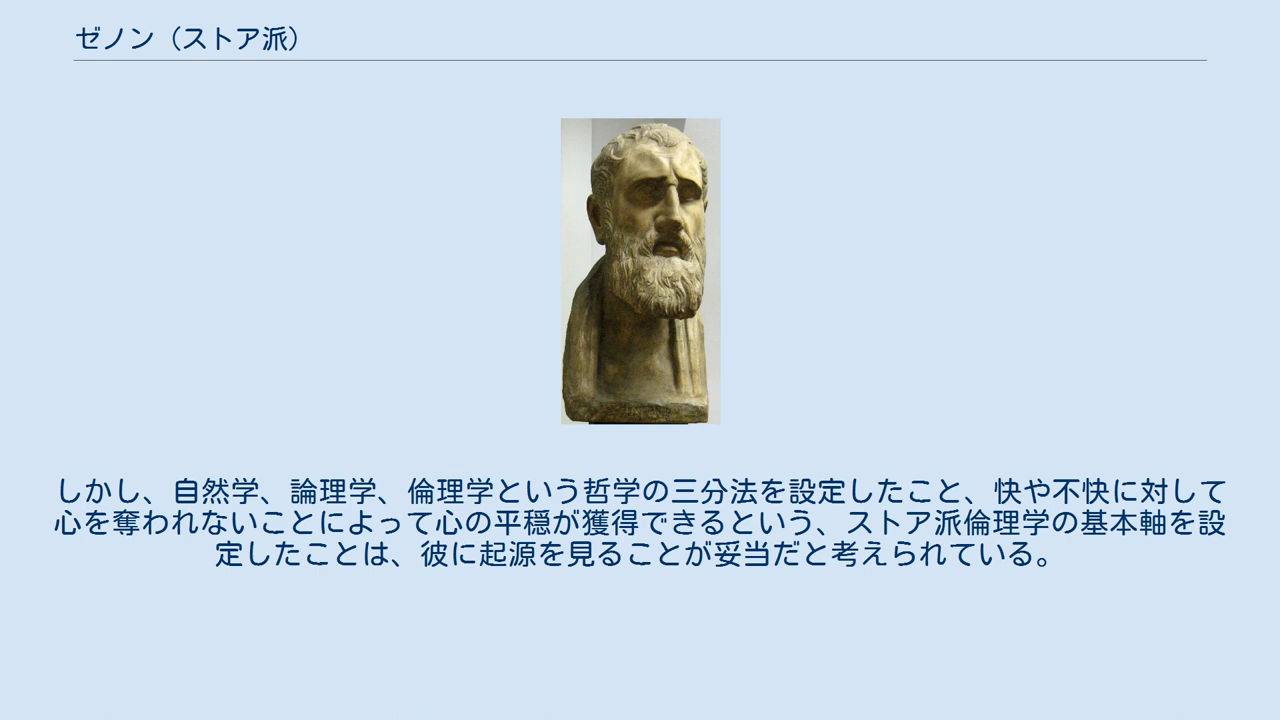 ゼノン（ストア派）
しかし、自然学、論理学、倫理学という哲学の三分法を設定したこと、快や不快に対して
心を奪われないことによって心の平穏が獲得できるという、ストア派倫理学の基本軸を設
定したことは、彼に起源を見ることが妥当だと考えられている。